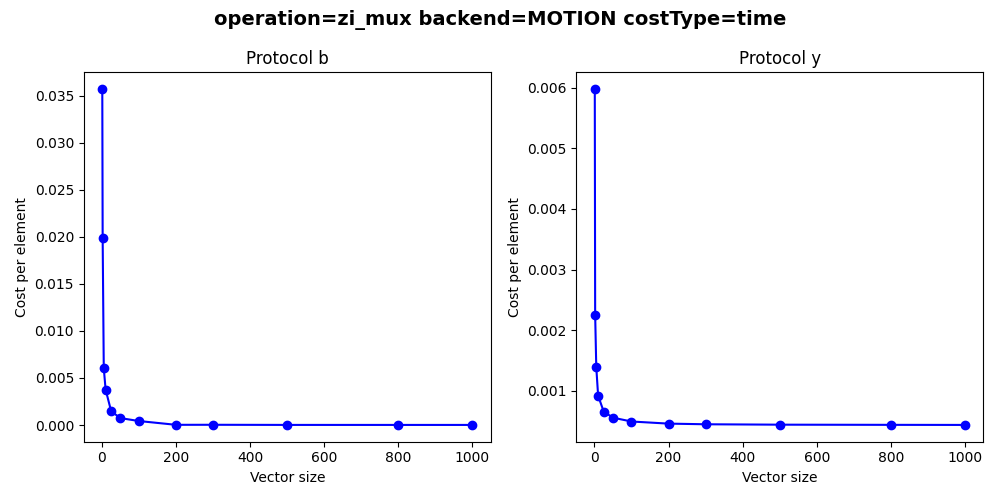 operation=zi_mux backend=MOTION costType=time
Protocol b
Protocol y
0.035
0.030
0.025
0.020
0.015
0.010
0.005
0.000
Cost per element
0 200 400 600 800 1000
Vector size
0.006
0.005
0.004
0.003
0.002
0.001
Cost per element
0 200 400 600 800 1000
Vector size